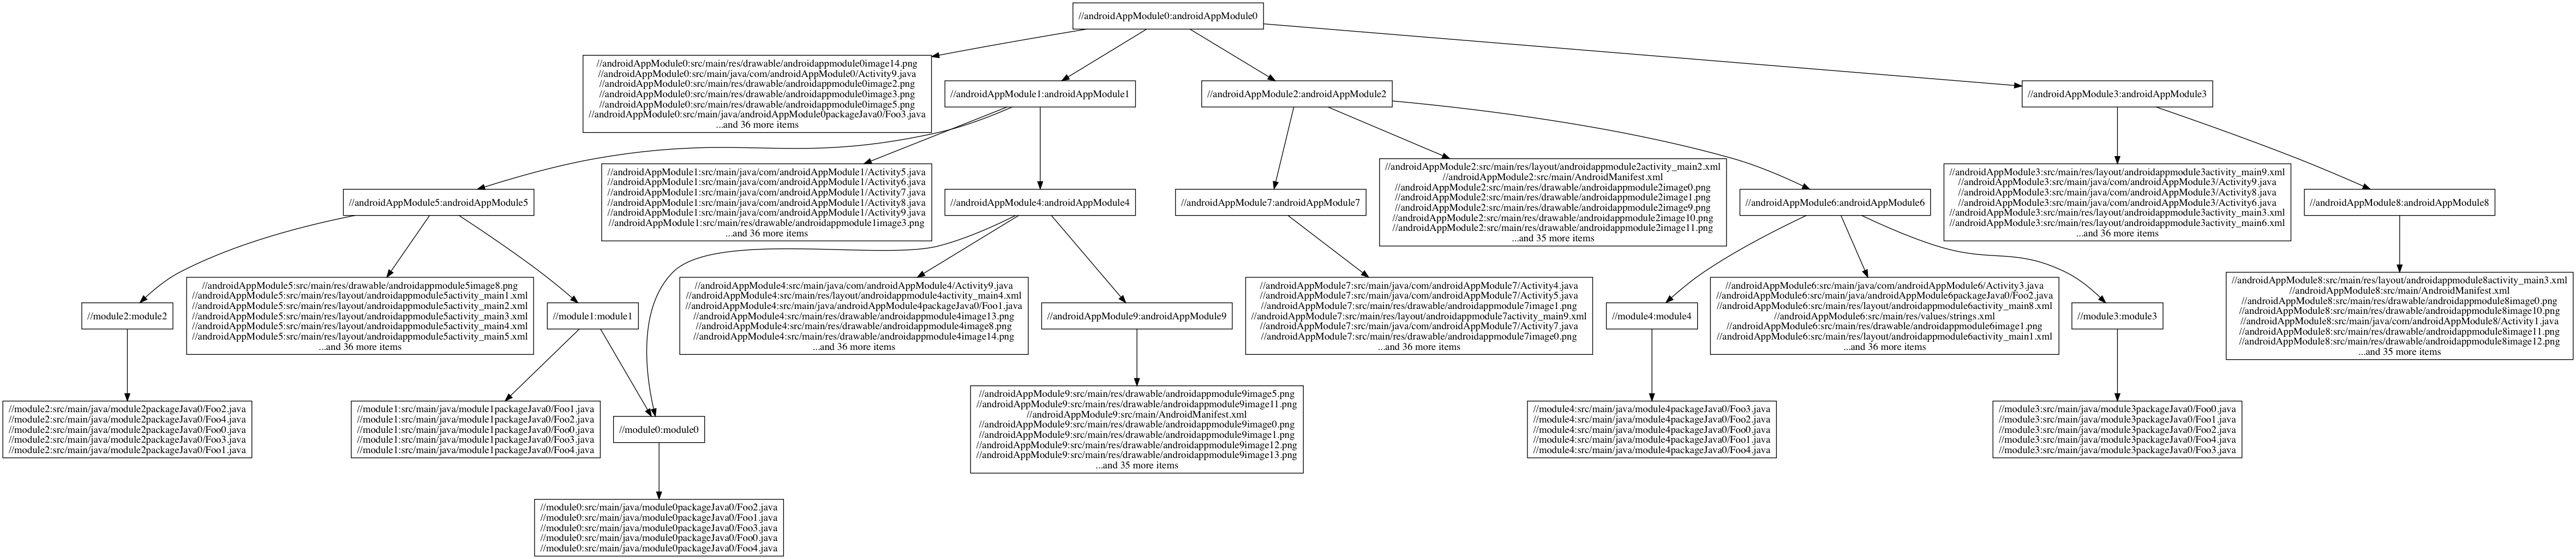 //androidAppModule0:androidAppModule0
//androidAppModule0:src/main/res/drawable/androidappmodule0image14.png
//androidAppModule0:src/main/java/com/androidAppModule0/Activity9.java
//androidAppModule0:src/main/res/drawable/androidappmodule0image2.png
//androidAppModule0:src/main/res/drawable/androidappmodule0image3.png
//androidAppModule0:src/main/res/drawable/androidappmodule0image5.png
//androidAppModule0:src/main/java/androidAppModule0packageJava0/Foo3.java
...and 36 more items
//androidAppModule1:androidAppModule1
//androidAppModule2:androidAppModule2
//androidAppModule3:androidAppModule3
//androidAppModule5:androidAppModule5
//androidAppModule1:src/main/java/com/androidAppModule1/Activity5.java
//androidAppModule1:src/main/java/com/androidAppModule1/Activity6.java
//androidAppModule1:src/main/java/com/androidAppModule1/Activity7.java
//androidAppModule1:src/main/java/com/androidAppModule1/Activity8.java
//androidAppModule1:src/main/java/com/androidAppModule1/Activity9.java
//androidAppModule1:src/main/res/drawable/androidappmodule1image3.png
...and 36 more items
//androidAppModule4:androidAppModule4
//androidAppModule7:androidAppModule7
//androidAppModule2:src/main/res/layout/androidappmodule2activity_main2.xml
//androidAppModule2:src/main/AndroidManifest.xml
//androidAppModule2:src/main/res/drawable/androidappmodule2image0.png
//androidAppModule2:src/main/res/drawable/androidappmodule2image1.png
//androidAppModule2:src/main/res/drawable/androidappmodule2image9.png
//androidAppModule2:src/main/res/drawable/androidappmodule2image10.png
//androidAppModule2:src/main/res/drawable/androidappmodule2image11.png
...and 35 more items
//androidAppModule6:androidAppModule6
//androidAppModule3:src/main/res/layout/androidappmodule3activity_main9.xml
//androidAppModule3:src/main/java/com/androidAppModule3/Activity9.java
//androidAppModule3:src/main/java/com/androidAppModule3/Activity8.java
//androidAppModule3:src/main/java/com/androidAppModule3/Activity6.java
//androidAppModule3:src/main/res/layout/androidappmodule3activity_main3.xml
//androidAppModule3:src/main/res/layout/androidappmodule3activity_main6.xml
...and 36 more items
//androidAppModule8:androidAppModule8
//module2:module2
//androidAppModule5:src/main/res/drawable/androidappmodule5image8.png
//androidAppModule5:src/main/res/layout/androidappmodule5activity_main1.xml
//androidAppModule5:src/main/res/layout/androidappmodule5activity_main2.xml
//androidAppModule5:src/main/res/layout/androidappmodule5activity_main3.xml
//androidAppModule5:src/main/res/layout/androidappmodule5activity_main4.xml
//androidAppModule5:src/main/res/layout/androidappmodule5activity_main5.xml
...and 36 more items
//module1:module1
//androidAppModule4:src/main/java/com/androidAppModule4/Activity9.java
//androidAppModule4:src/main/res/layout/androidappmodule4activity_main4.xml
//androidAppModule4:src/main/java/androidAppModule4packageJava0/Foo1.java
//androidAppModule4:src/main/res/drawable/androidappmodule4image13.png
//androidAppModule4:src/main/res/drawable/androidappmodule4image8.png
//androidAppModule4:src/main/res/drawable/androidappmodule4image14.png
...and 36 more items
//androidAppModule9:androidAppModule9
//androidAppModule7:src/main/java/com/androidAppModule7/Activity4.java
//androidAppModule7:src/main/java/com/androidAppModule7/Activity5.java
//androidAppModule7:src/main/res/drawable/androidappmodule7image1.png
//androidAppModule7:src/main/res/layout/androidappmodule7activity_main9.xml
//androidAppModule7:src/main/java/com/androidAppModule7/Activity7.java
//androidAppModule7:src/main/res/drawable/androidappmodule7image0.png
...and 36 more items
//module4:module4
//androidAppModule6:src/main/java/com/androidAppModule6/Activity3.java
//androidAppModule6:src/main/java/androidAppModule6packageJava0/Foo2.java
//androidAppModule6:src/main/res/layout/androidappmodule6activity_main8.xml
//androidAppModule6:src/main/res/values/strings.xml
//androidAppModule6:src/main/res/drawable/androidappmodule6image1.png
//androidAppModule6:src/main/res/layout/androidappmodule6activity_main1.xml
...and 36 more items
//module3:module3
//androidAppModule8:src/main/res/layout/androidappmodule8activity_main3.xml
//androidAppModule8:src/main/AndroidManifest.xml
//androidAppModule8:src/main/res/drawable/androidappmodule8image0.png
//androidAppModule8:src/main/res/drawable/androidappmodule8image10.png
//androidAppModule8:src/main/java/com/androidAppModule8/Activity1.java
//androidAppModule8:src/main/res/drawable/androidappmodule8image11.png
//androidAppModule8:src/main/res/drawable/androidappmodule8image12.png
...and 35 more items
//module2:src/main/java/module2packageJava0/Foo2.java
//module2:src/main/java/module2packageJava0/Foo4.java
//module2:src/main/java/module2packageJava0/Foo0.java
//module2:src/main/java/module2packageJava0/Foo3.java
//module2:src/main/java/module2packageJava0/Foo1.java
//module1:src/main/java/module1packageJava0/Foo1.java
//module1:src/main/java/module1packageJava0/Foo2.java
//module1:src/main/java/module1packageJava0/Foo0.java
//module1:src/main/java/module1packageJava0/Foo3.java
//module1:src/main/java/module1packageJava0/Foo4.java
//module0:module0
//androidAppModule9:src/main/res/drawable/androidappmodule9image5.png
//androidAppModule9:src/main/res/drawable/androidappmodule9image11.png
//androidAppModule9:src/main/AndroidManifest.xml
//androidAppModule9:src/main/res/drawable/androidappmodule9image0.png
//androidAppModule9:src/main/res/drawable/androidappmodule9image1.png
//androidAppModule9:src/main/res/drawable/androidappmodule9image12.png
//androidAppModule9:src/main/res/drawable/androidappmodule9image13.png
...and 35 more items
//module4:src/main/java/module4packageJava0/Foo3.java
//module4:src/main/java/module4packageJava0/Foo2.java
//module4:src/main/java/module4packageJava0/Foo0.java
//module4:src/main/java/module4packageJava0/Foo1.java
//module4:src/main/java/module4packageJava0/Foo4.java
//module3:src/main/java/module3packageJava0/Foo0.java
//module3:src/main/java/module3packageJava0/Foo1.java
//module3:src/main/java/module3packageJava0/Foo2.java
//module3:src/main/java/module3packageJava0/Foo4.java
//module3:src/main/java/module3packageJava0/Foo3.java
//module0:src/main/java/module0packageJava0/Foo2.java
//module0:src/main/java/module0packageJava0/Foo1.java
//module0:src/main/java/module0packageJava0/Foo3.java
//module0:src/main/java/module0packageJava0/Foo0.java
//module0:src/main/java/module0packageJava0/Foo4.java